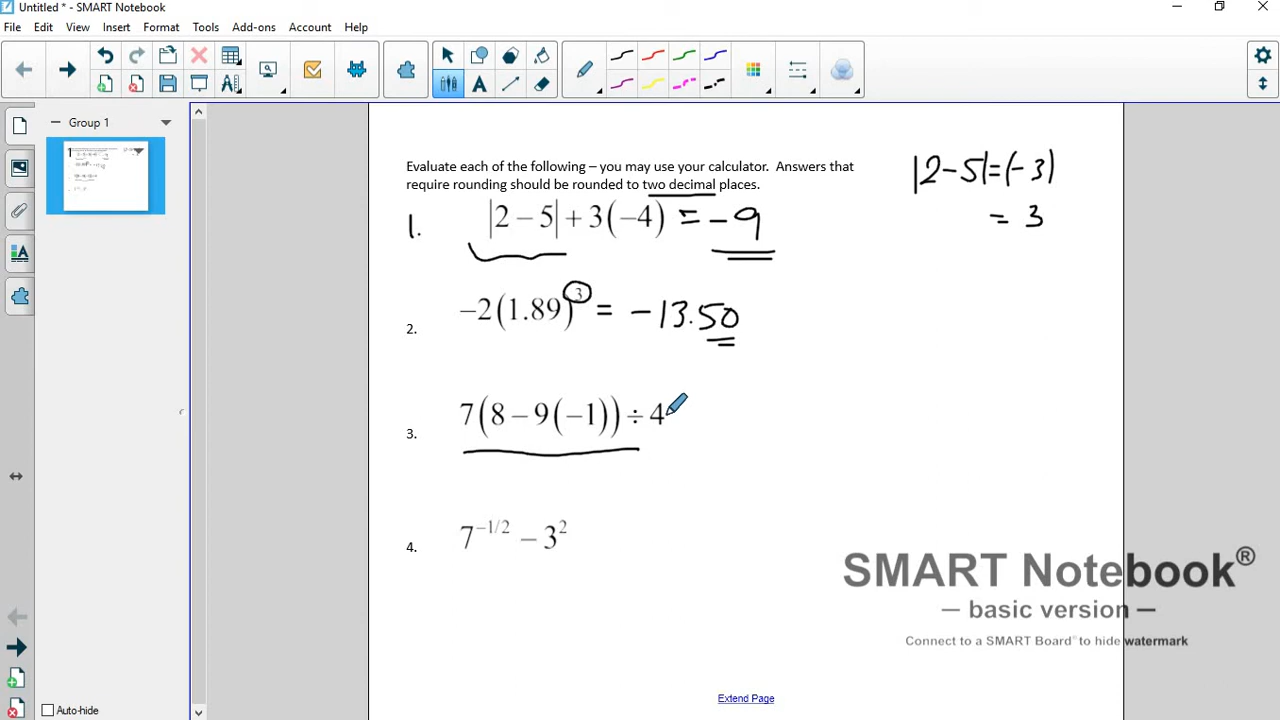 Untitled * - SMART Notebook
File Edit View Insert Format Tools Add-ons Account Help
Group 1
1
Evaluate each of the following – you may use your calculator. Answers that
require rounding should be rounded to two decimal places.
|2-5|=|-3|
= 3
1. |2 − 5| + 3(−4) = -9
2. −2(1.89)³ = -13.50
3. 7(8 − 9(−1)) ÷ 4
4. 7^{−1/2} − 3²
SMART Notebook®
— basic version —
Connect to a SMART Board® to hide watermark
Extend Page
Auto-hide